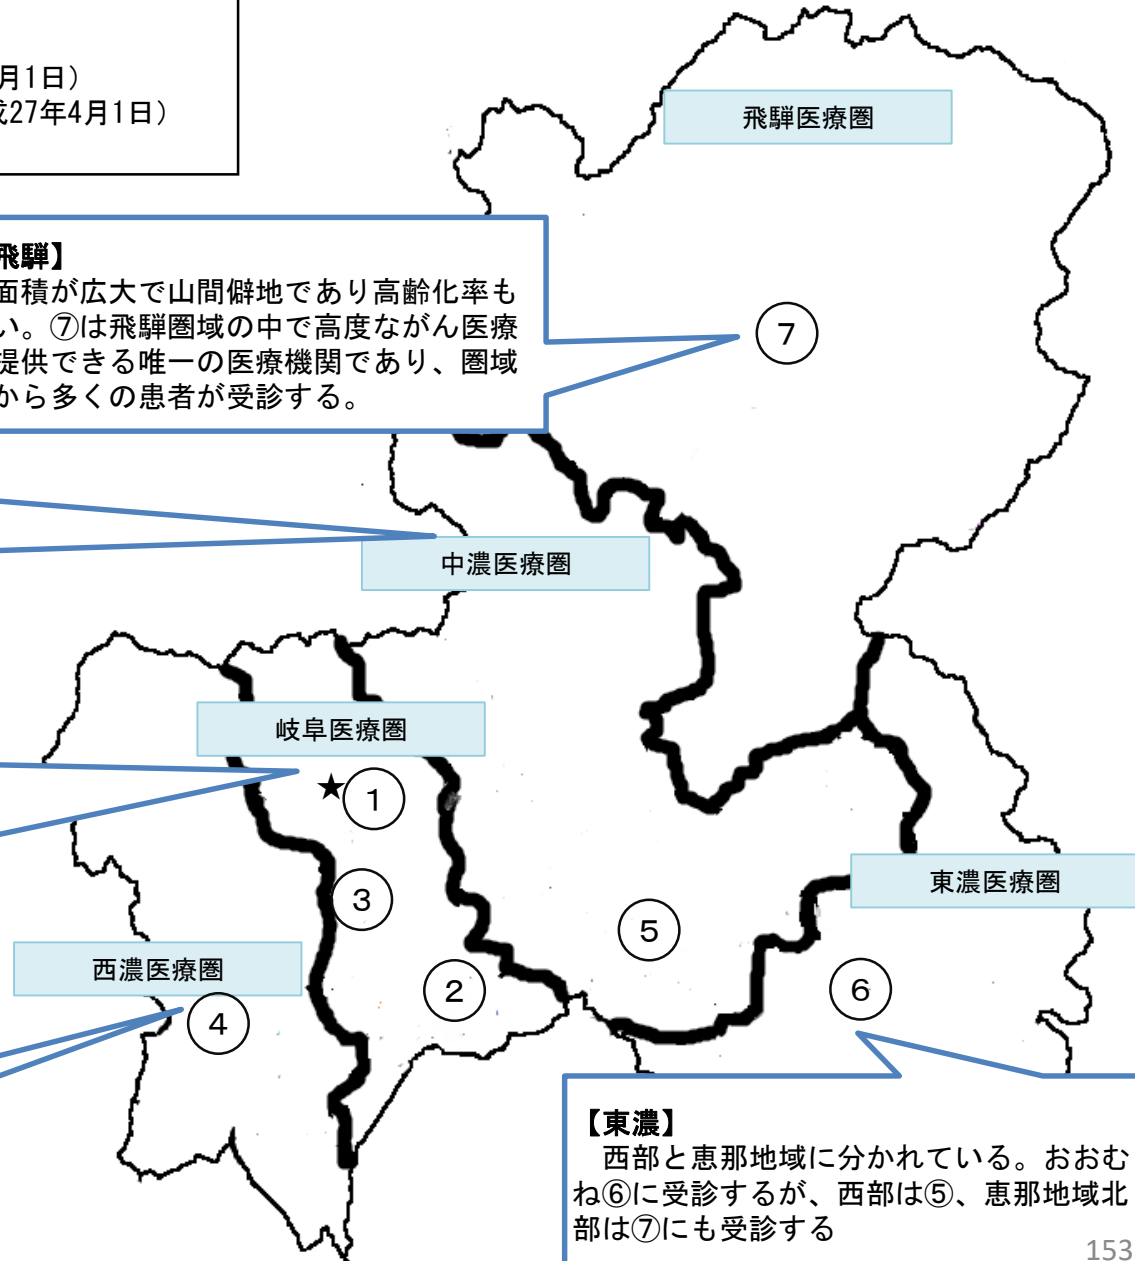 月1日）
成27年4月1日）
飛騨医療圏
飛騨】
面積が広大で山間僻地であり高齢化率も
い。⑦は飛騨圏域の中で高度ながん医療
提供できる唯一の医療機関であり、圏域
から多くの患者が受診する。
7
中濃医療圏
岐阜医療圏
★
1
東濃医療圏
3
5
西濃医療圏
2
6
4
【東濃】
西部と恵那地域に分かれている。おおむ
ね⑥に受診するが、西部は⑤、恵那地域北
部は⑦にも受診する
153